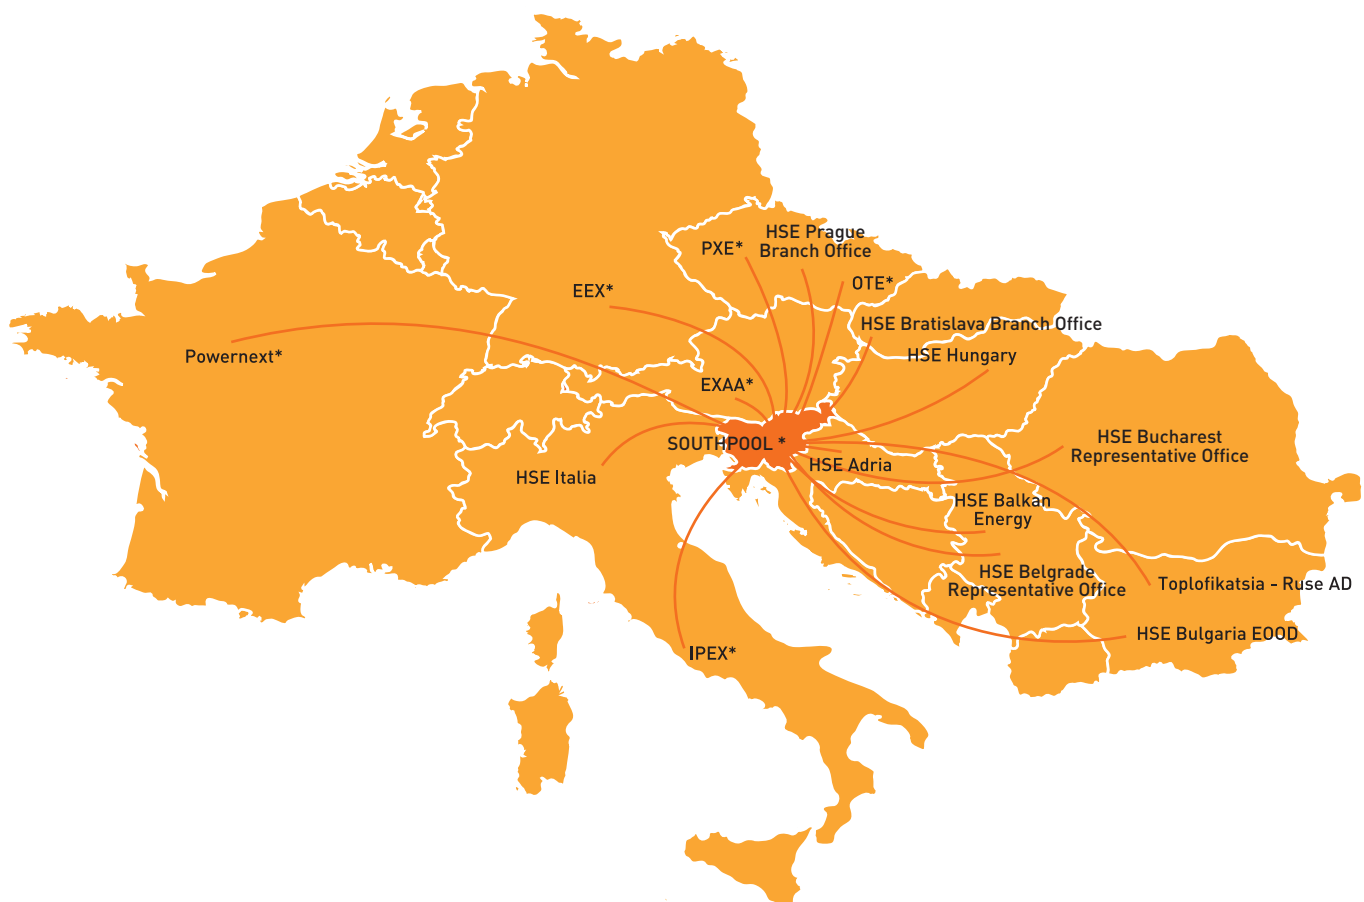 HSE Prague
Branch Office
PXE*
OTE*
EEX*
HSE Bratislava Branch Office
Powernext*
HSE Hungary
EXAA*
SOUTHPOOL *
HSE Bucharest
Representative Office
HSE Adria
HSE Italia
HSE Balkan
Energy
HSE Belgrade
Representative Office
Toplofikatsia - Ruse AD
HSE Bulgaria EOOD
IPEX*